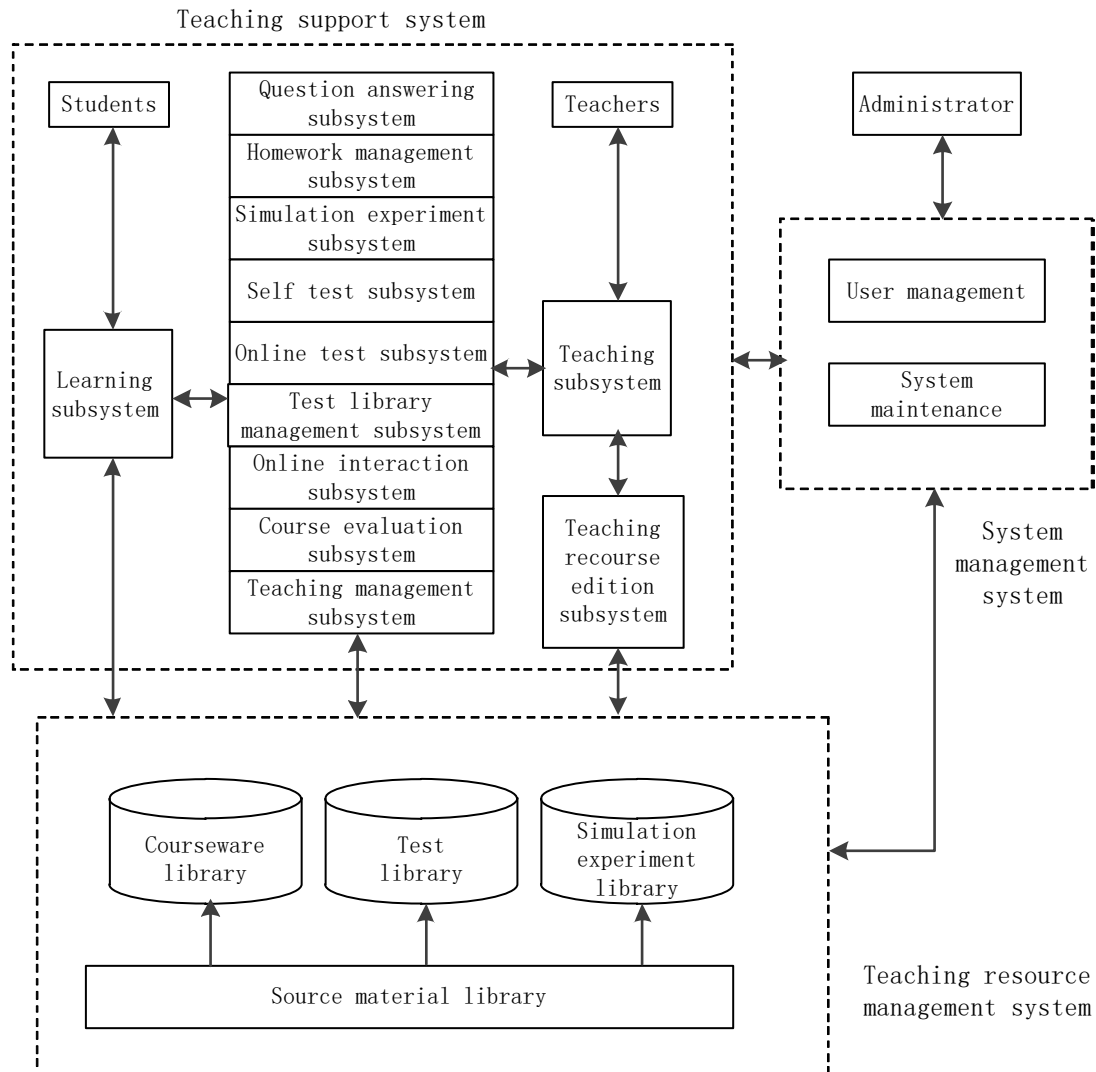 Teaching support system
Students
Question answering
subsystem
Homework management
subsystem
Simulation experiment
subsystem
Self test subsystem
Online test subsystem
Test library
management subsystem
Online interaction
subsystem
Course evaluation
subsystem
Teaching management
subsystem
Learning
subsystem
Teachers
Teaching
subsystem
Teaching
recourse
edition
subsystem
Administrator
User management
System
maintenance
System
management
system
Courseware
library
Test
library
Simulation
experiment
library
Source material library
Teaching resource
management system